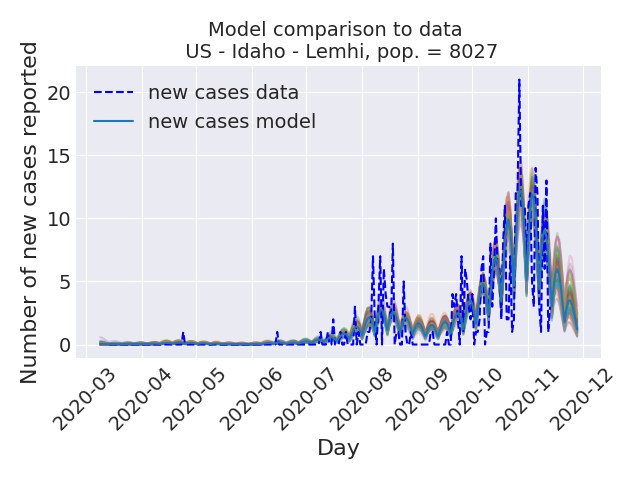 Model comparison to data
US - Idaho - Lemhi, pop. = 8027
new cases data
new cases model
Number of new cases reported
20
15
10
5
0
2020-03
2020-04
2020-05
2020-06
2020-07
2020-08
2020-09
2020-10
2020-11
2020-12
Day